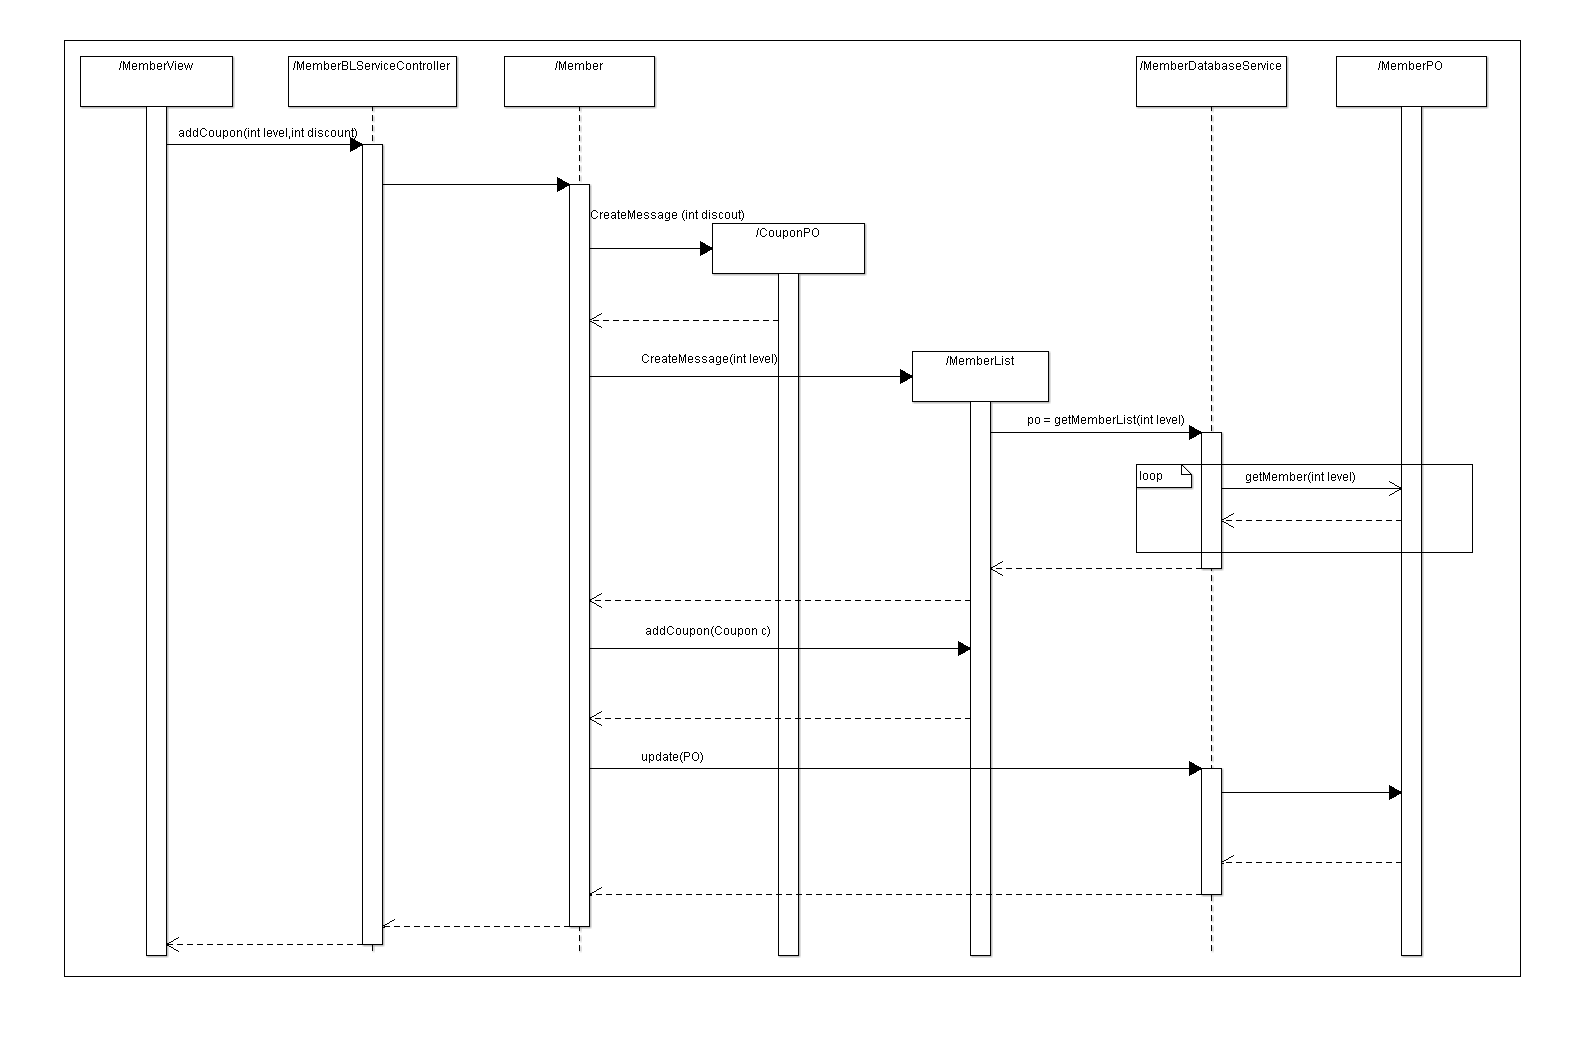 /MemberView
/MemberBLServiceController
/Member
/MemberDatabaseService
/MemberPO
addCoupon(int level,int discount)
CreateMessage (int discout)
/CouponPO
CreateMessage(int level)
/MemberList
po = getMemberList(int level)
loop
getMember(int level)
addCoupon(Coupon c)
update(PO)